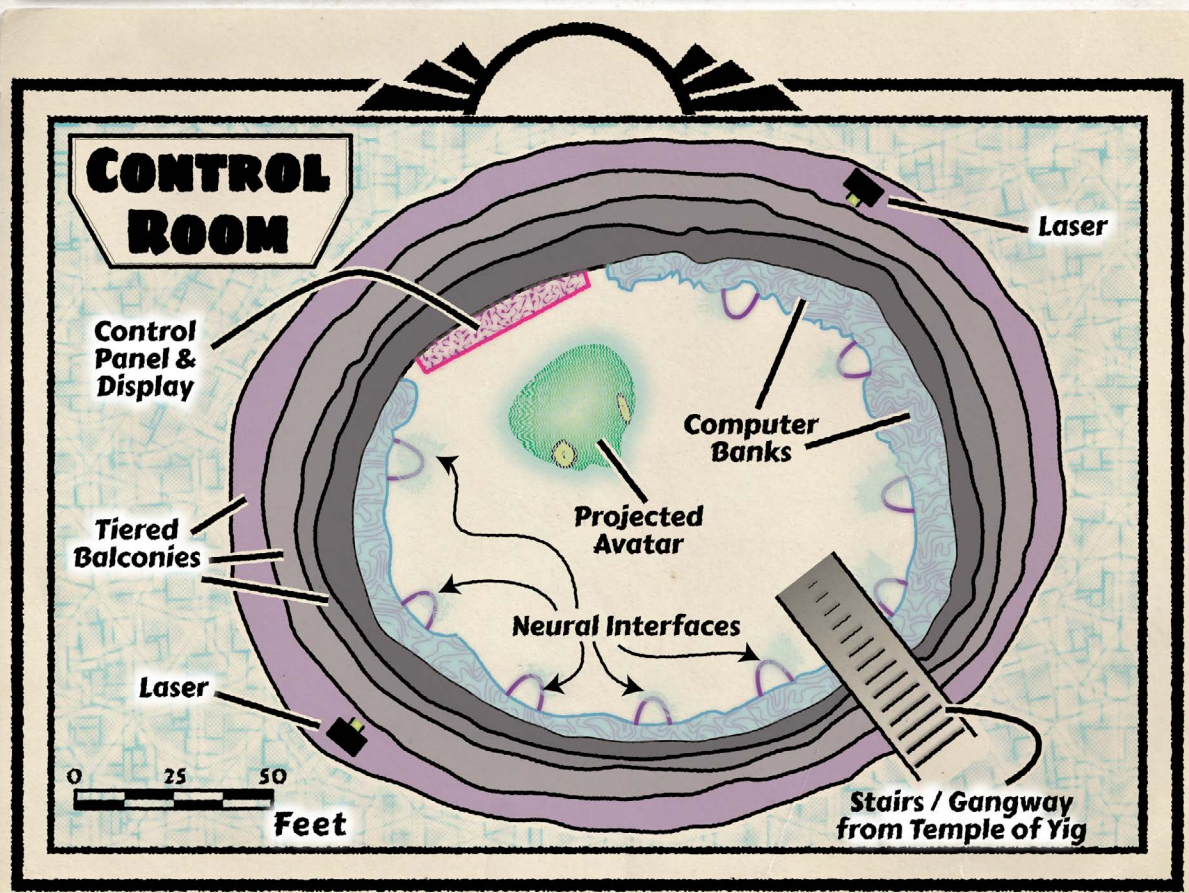 CONTROL
ROOM
Laser
Control
Panel &
Display
Computer
Banks
Projected
Avatar
Tiered
Balconies
Neural Interfaces
Laser
0 25 50
Feet
Stairs / Gangway
from Temple of Yig